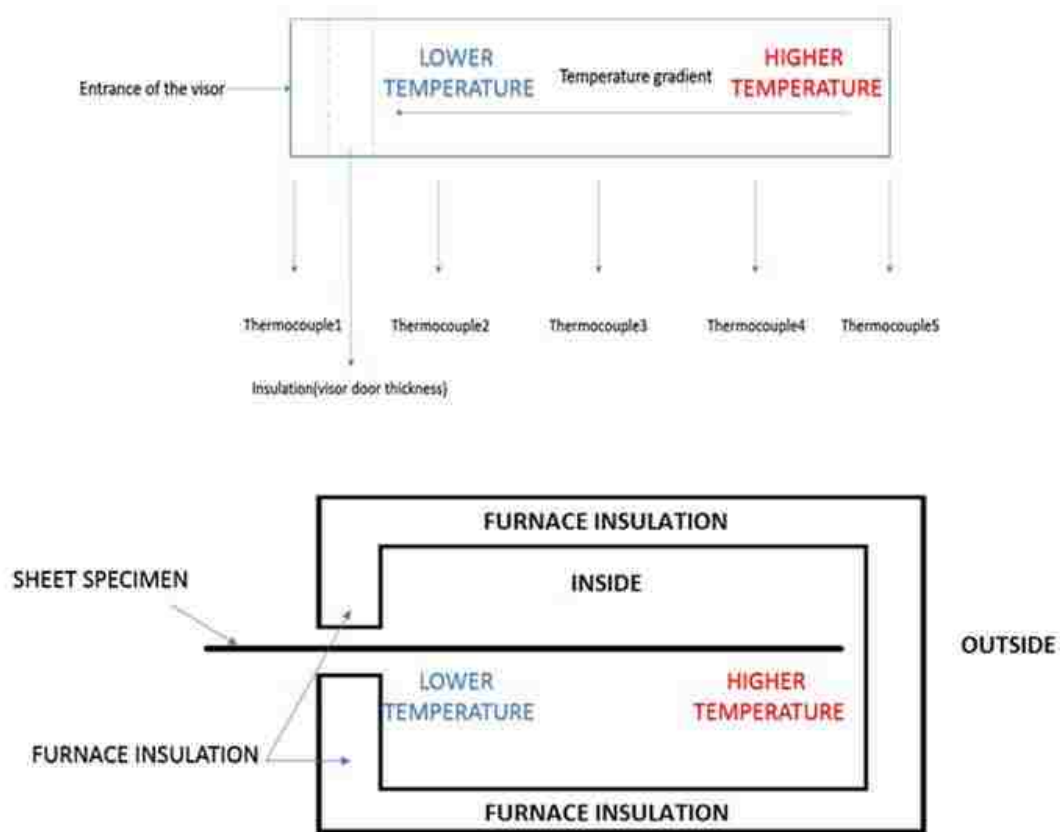 LOWER
TEMPERATURE
Temperature gradient
HIGHER
TEMPERATURE
Entrance of the visor
Thermocouple1
Thermocouple2
Thermocouple3
Thermocouple4
Thermocouple5
Insulation(visor door thickness)
FURNACE INSULATION
SHEET SPECIMEN
INSIDE
OUTSIDE
LOWER
TEMPERATURE
HIGHER
TEMPERATURE
FURNACE INSULATION
FURNACE INSULATION